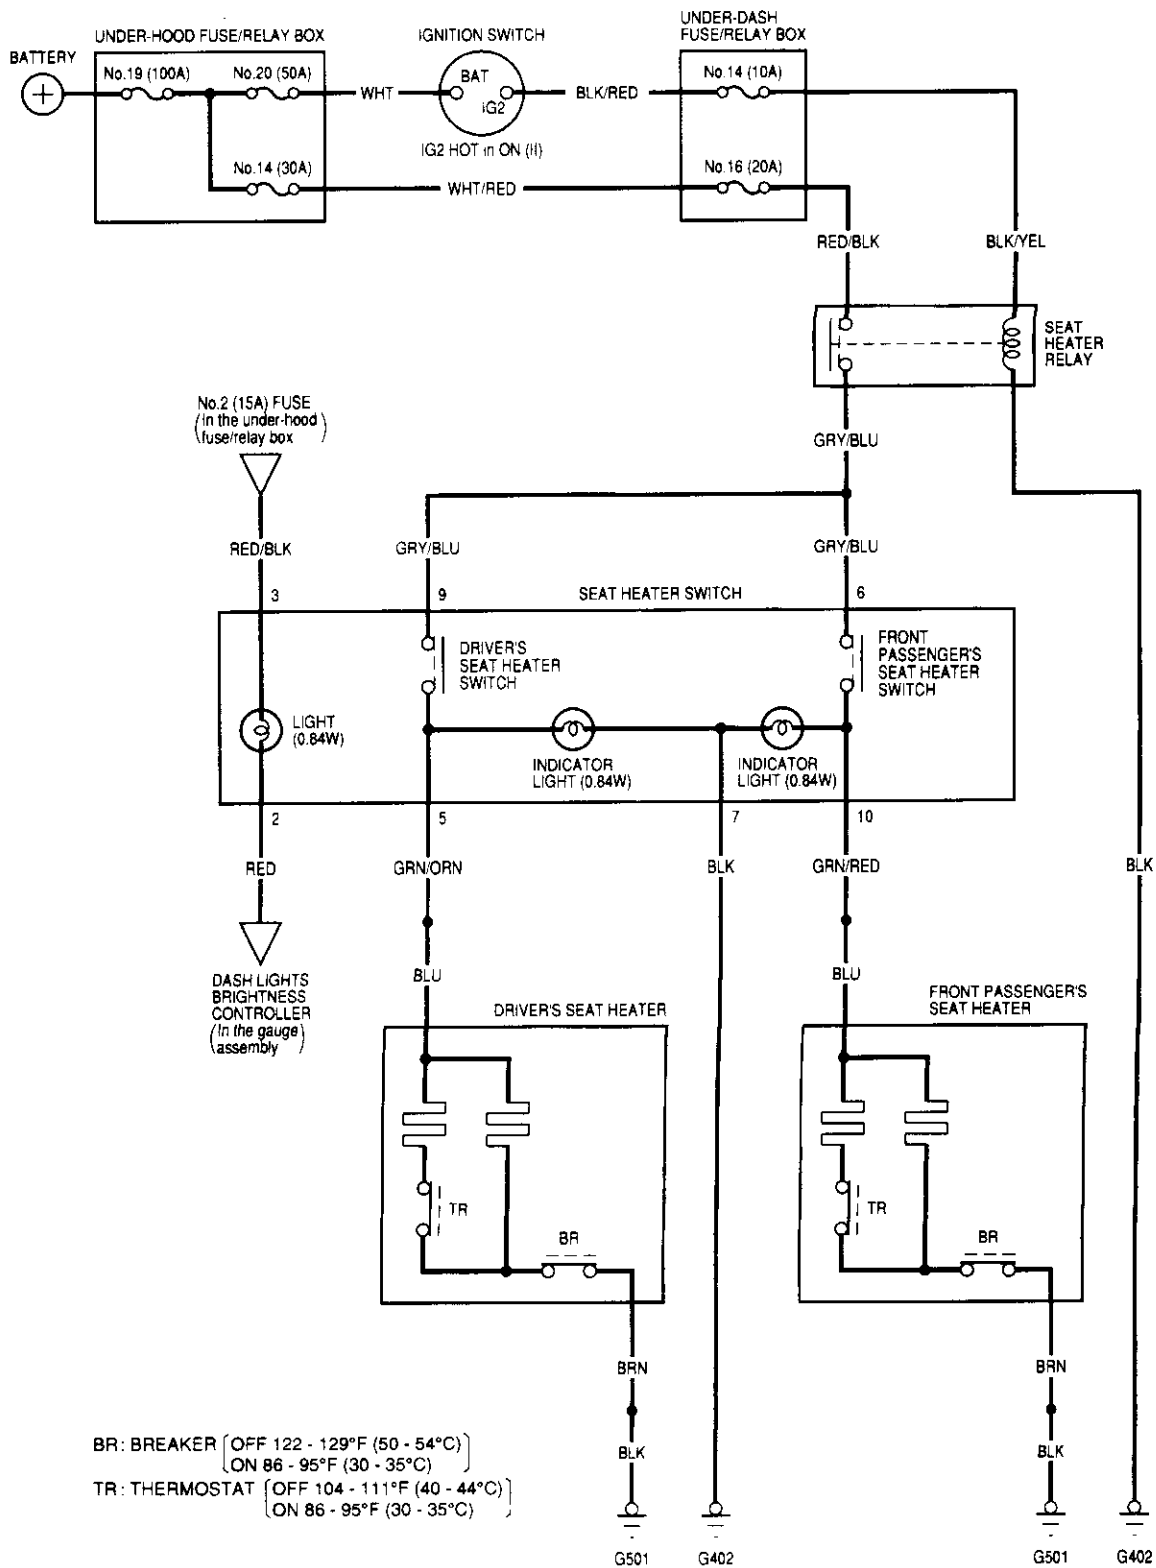 UNDER-DASH
FUSE/RELAY BOX
UNDER-HOOD FUSE/RELAY BOX
IGNITION SWITCH
BATTERY
No.19 (100A)
No.20 (50A)
BAT
No.14 (10A)
WHT
BLK/RED
IG2
IG2 HOT in ON (II)
No.14 (30A)
No.16 (20A)
WHT/RED
RED/BLK
BLK/YEL
SEAT
HEATER
RELAY
No.2 (15A) FUSE
(In the under-hood
fuse/relay box)
GRY/BLU
RED/BLK
GRY/BLU
GRY/BLU
3
9
SEAT HEATER SWITCH
6
DRIVER'S
SEAT HEATER
SWITCH
FRONT
PASSENGER'S
SEAT HEATER
SWITCH
LIGHT
(0.84W)
INDICATOR
LIGHT (0.84W)
INDICATOR
LIGHT (0.84W)
2
5
7
10
RED
GRN/ORN
BLK
GRN/RED
BLK
BLU
BLU
DASH LIGHTS
BRIGHTNESS
CONTROLLER
(In the gauge
assembly)
DRIVER'S SEAT HEATER
FRONT PASSENGER'S
SEAT HEATER
TR
BR
TR
BR
BRN
BRN
BLK
BLK
BR: BREAKER [OFF 122 - 129°F (50 - 54°C)
ON 86 - 95°F (30 - 35°C)]
TR: THERMOSTAT [OFF 104 - 111°F (40 - 44°C)
ON 86 - 95°F (30 - 35°C)]
G501
G402
G501
G402